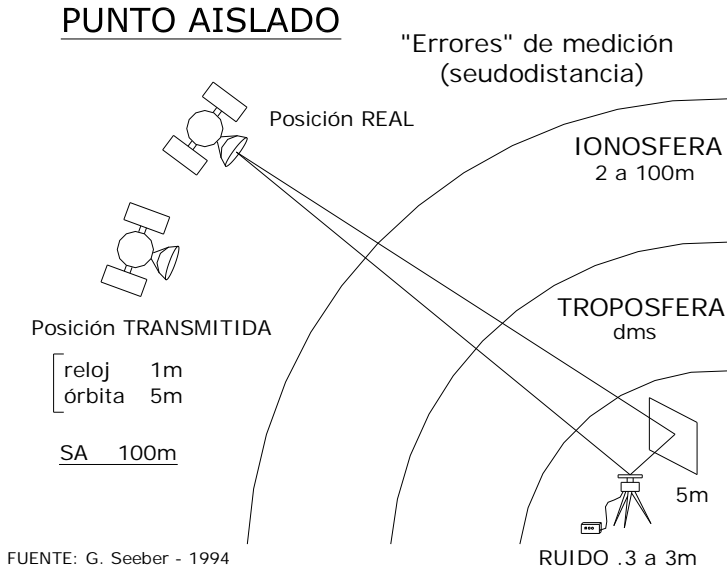 PUNTO AISLADO
"Errores" de medición
(seudodistancia)
Posición REAL
IONOSFERA
2 a 100m
TROPOSFERA
dms
Posición TRANSMITIDA
reloj 1m
órbita 5m
SA 100m
5m
FUENTE: G. Seeber - 1994
RUIDO .3 a 3m